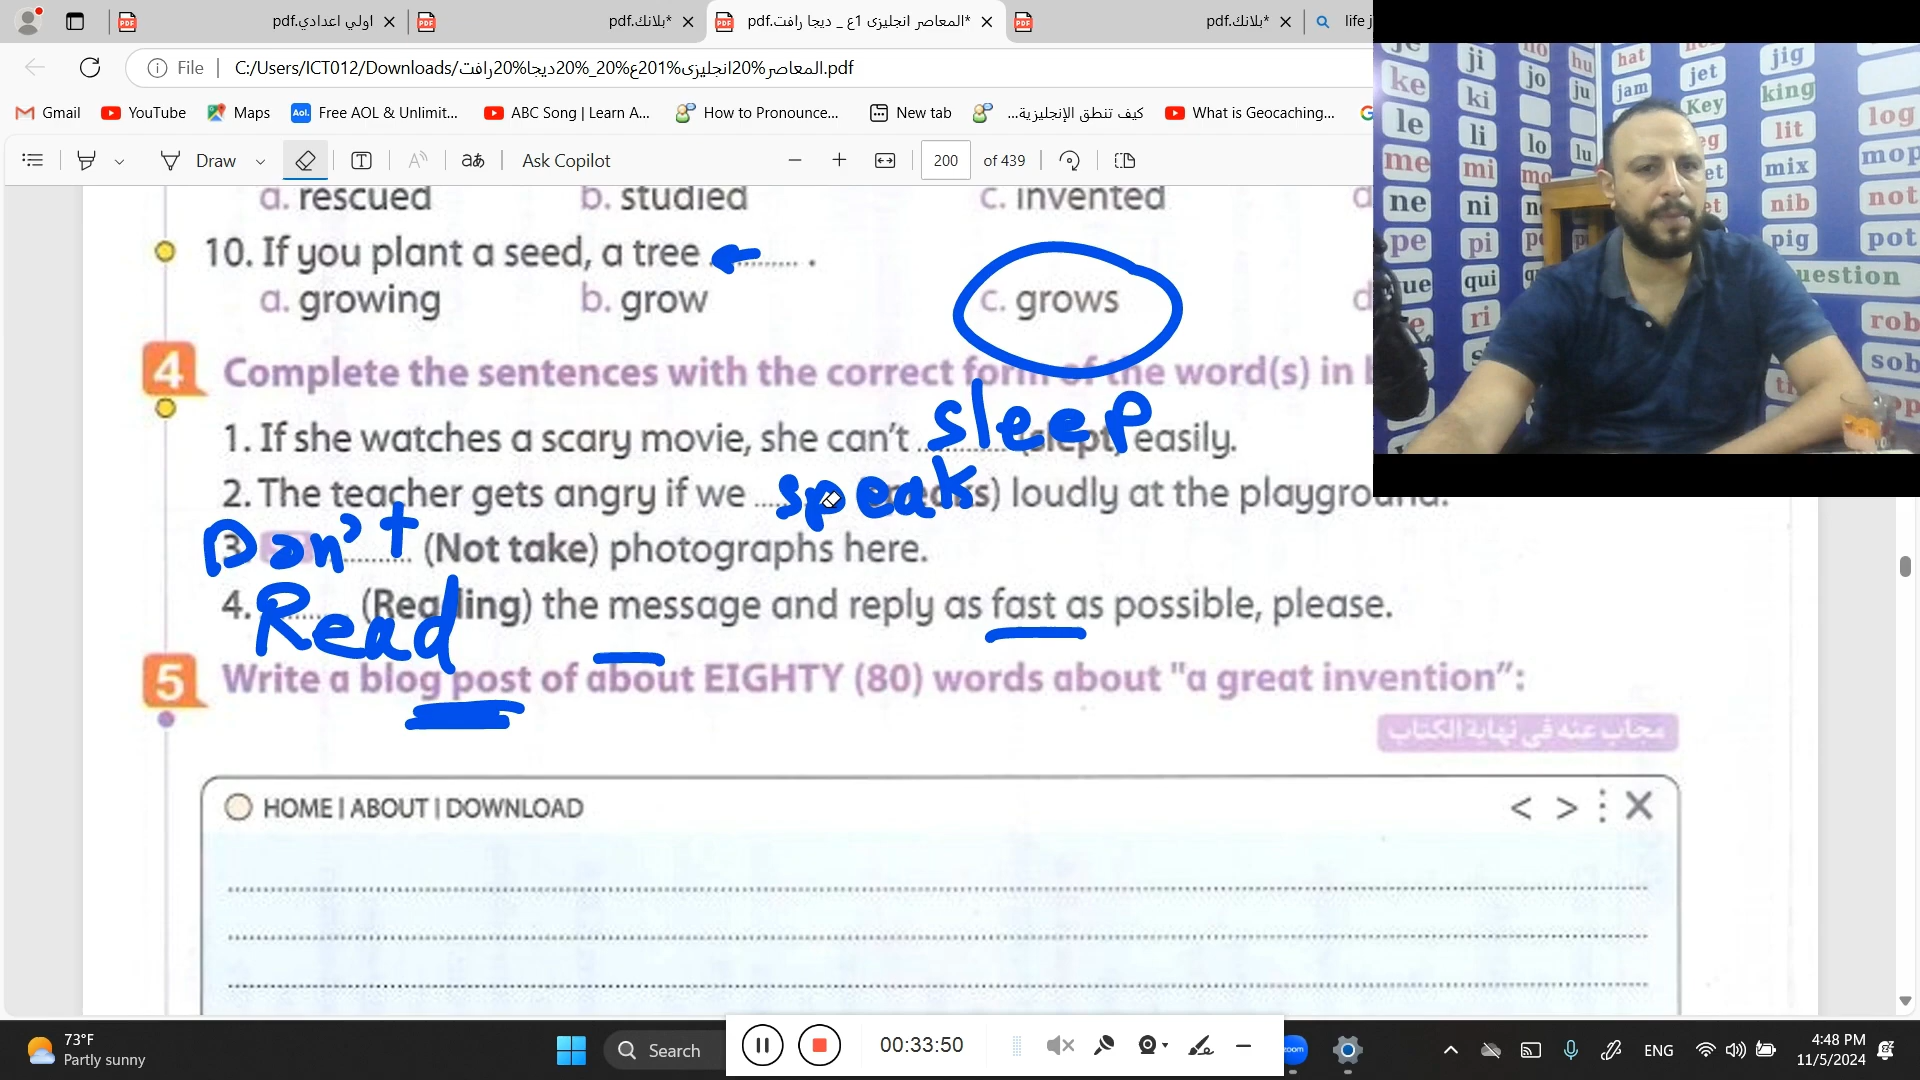 اولي اعدادي.pdf
*بلانك.pdf
*المعاصر انجليزى 1ع _ ديجا رافت.pdf
*بلانك.pdf
life j
File
C:/Users/ICT012/Downloads/المعاصر%20انجليزى%201ع%20_%20ديجا%20رافت.pdf
Gmail YouTube Maps Free AOL & Unlimit... ABC Song | Learn A... How to Pronounce... New tab كيف تنطق الإنجليزية... What is Geocaching...
Draw Ask Copilot 200 of 439
a. rescued b. studied c. invented
10. If you plant a seed, a tree .......... .
a. growing b. grow c. grows
4 Complete the sentences with the correct form of the word(s) in
sleep
1. If she watches a scary movie, she can't .......... (slept) easily.
speak
2. The teacher gets angry if we .......... loudly at the playground.
Don't
3. .......... (Not take) photographs here.
Read
4. .......... (Reading) the message and reply as fast as possible, please.
5 Write a blog post of about EIGHTY (80) words about "a great invention":
مجاب عنه في نهاية الكتاب
HOME | ABOUT | DOWNLOAD
ke ji no hu hat jig
le ki jo ju jam jet king log
me li lo lu Key lit mop
ne mi mo mix not
pe ni nib pot
pi pig
qui uestion
ri rob
sob
73°F
Partly sunny
Search
00:33:50
zoom
ENG
4:48 PM
11/5/2024